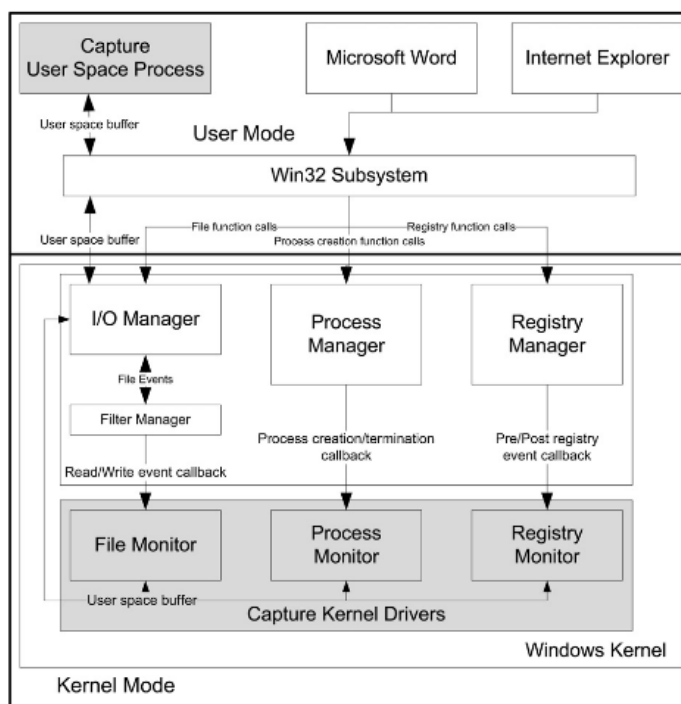 Capture
User Space Process
Microsoft Word
Internet Explorer
User space buffer
User Mode
Win32 Subsystem
User space buffer
File function calls
Process creation function calls
Registry function calls
I/O Manager
Process
Manager
Registry
Manager
File Events
Filter Manager
Process creation/termination
callback
Pre/Post registry
event callback
Read/Write event callback
File Monitor
Process
Monitor
Registry
Monitor
User space buffer
Capture Kernel Drivers
Windows Kernel
Kernel Mode